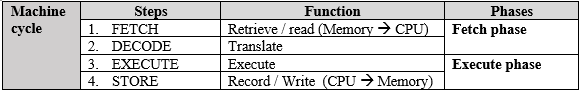 Machine cycle Steps Function Phases
1. FETCH Retrieve / read (Memory → CPU) Fetch phase
2. DECODE Translate
3. EXECUTE Execute Execute phase
4. STORE Record / Write (CPU → Memory)